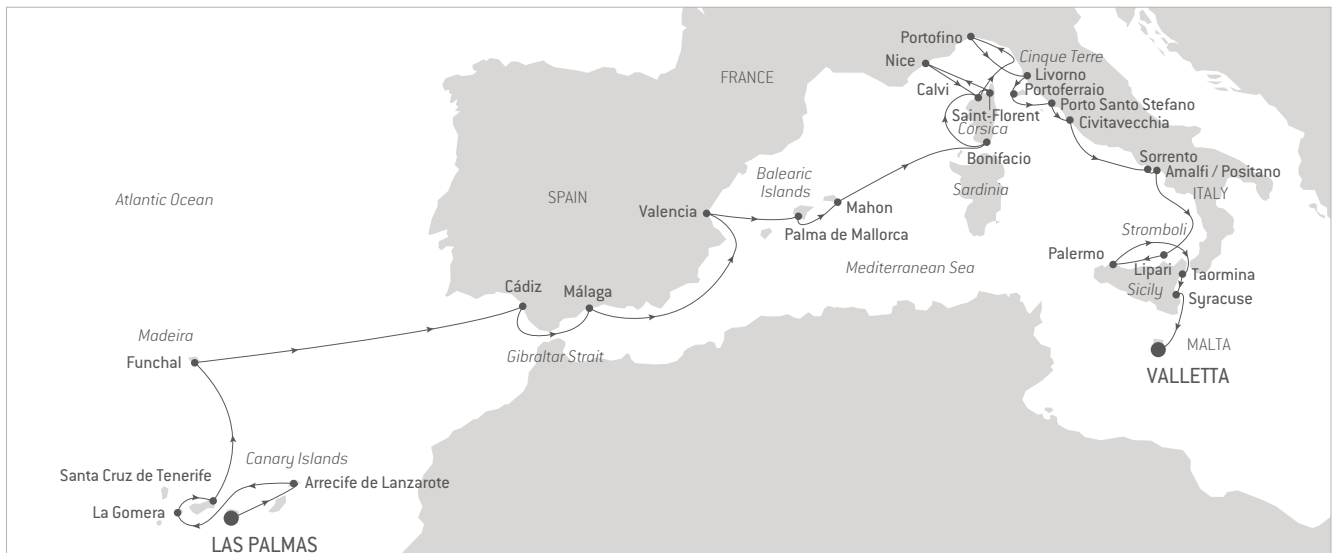 Portofino
Cinque Terre
Nice
Livorno
FRANCE
Calvi
Portoferraio
Porto Santo Stefano
Saint-Florent
Civitavecchia
Corsica
Bonifacio
Sorrento
Amalfi / Positano
Balearic
Islands
Sardinia
ITALY
Atlantic Ocean
SPAIN
Valencia
Mahon
Palma de Mallorca
Stromboli
Palermo
Mediterranean Sea
Lipari
Taormina
Sicily
Syracuse
Cádiz
Málaga
Madeira
Gibraltar Strait
MALTA
Funchal
VALLETTA
Canary Islands
Santa Cruz de Tenerife
Arrecife de Lanzarote
La Gomera
LAS PALMAS